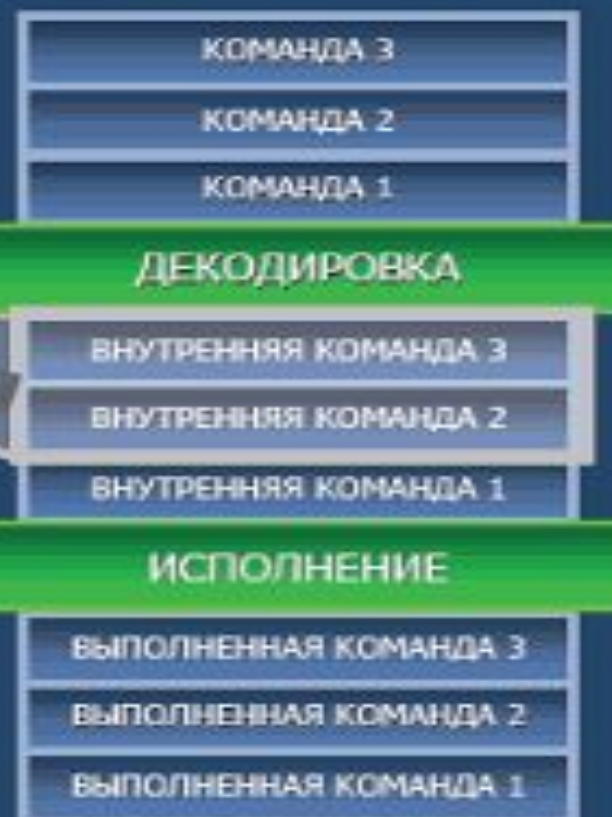 КОМАНДА 3
КОМАНДА 2
КОМАНДА 1
ДЕКОДИРОВКА
ВНУТРЕННЯЯ КОМАНДА 3
ВНУТРЕННЯЯ КОМАНДА 2
ВНУТРЕННЯЯ КОМАНДА 1
ИСПОЛНЕНИЕ
ВЫПОЛНЕННАЯ КОМАНДА 3
ВЫПОЛНЕННАЯ КОМАНДА 2
ВЫПОЛНЕННАЯ КОМАНДА 1